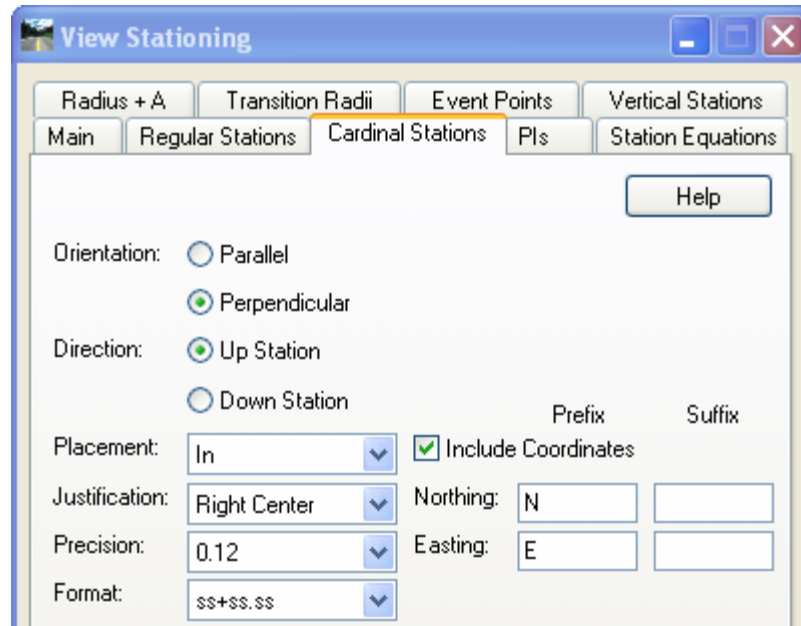 View Stationing
Radius + A Transition Radii Event Points Vertical Stations
Main Regular Stations Cardinal Stations PIs Station Equations
Help
Orientation: Parallel
Perpendicular
Direction: Up Station
Down Station
Prefix Suffix
Placement: In Include Coordinates
Justification: Right Center Northing: N
Precision: 0.12 Easting: E
Format: ss+ss.ss